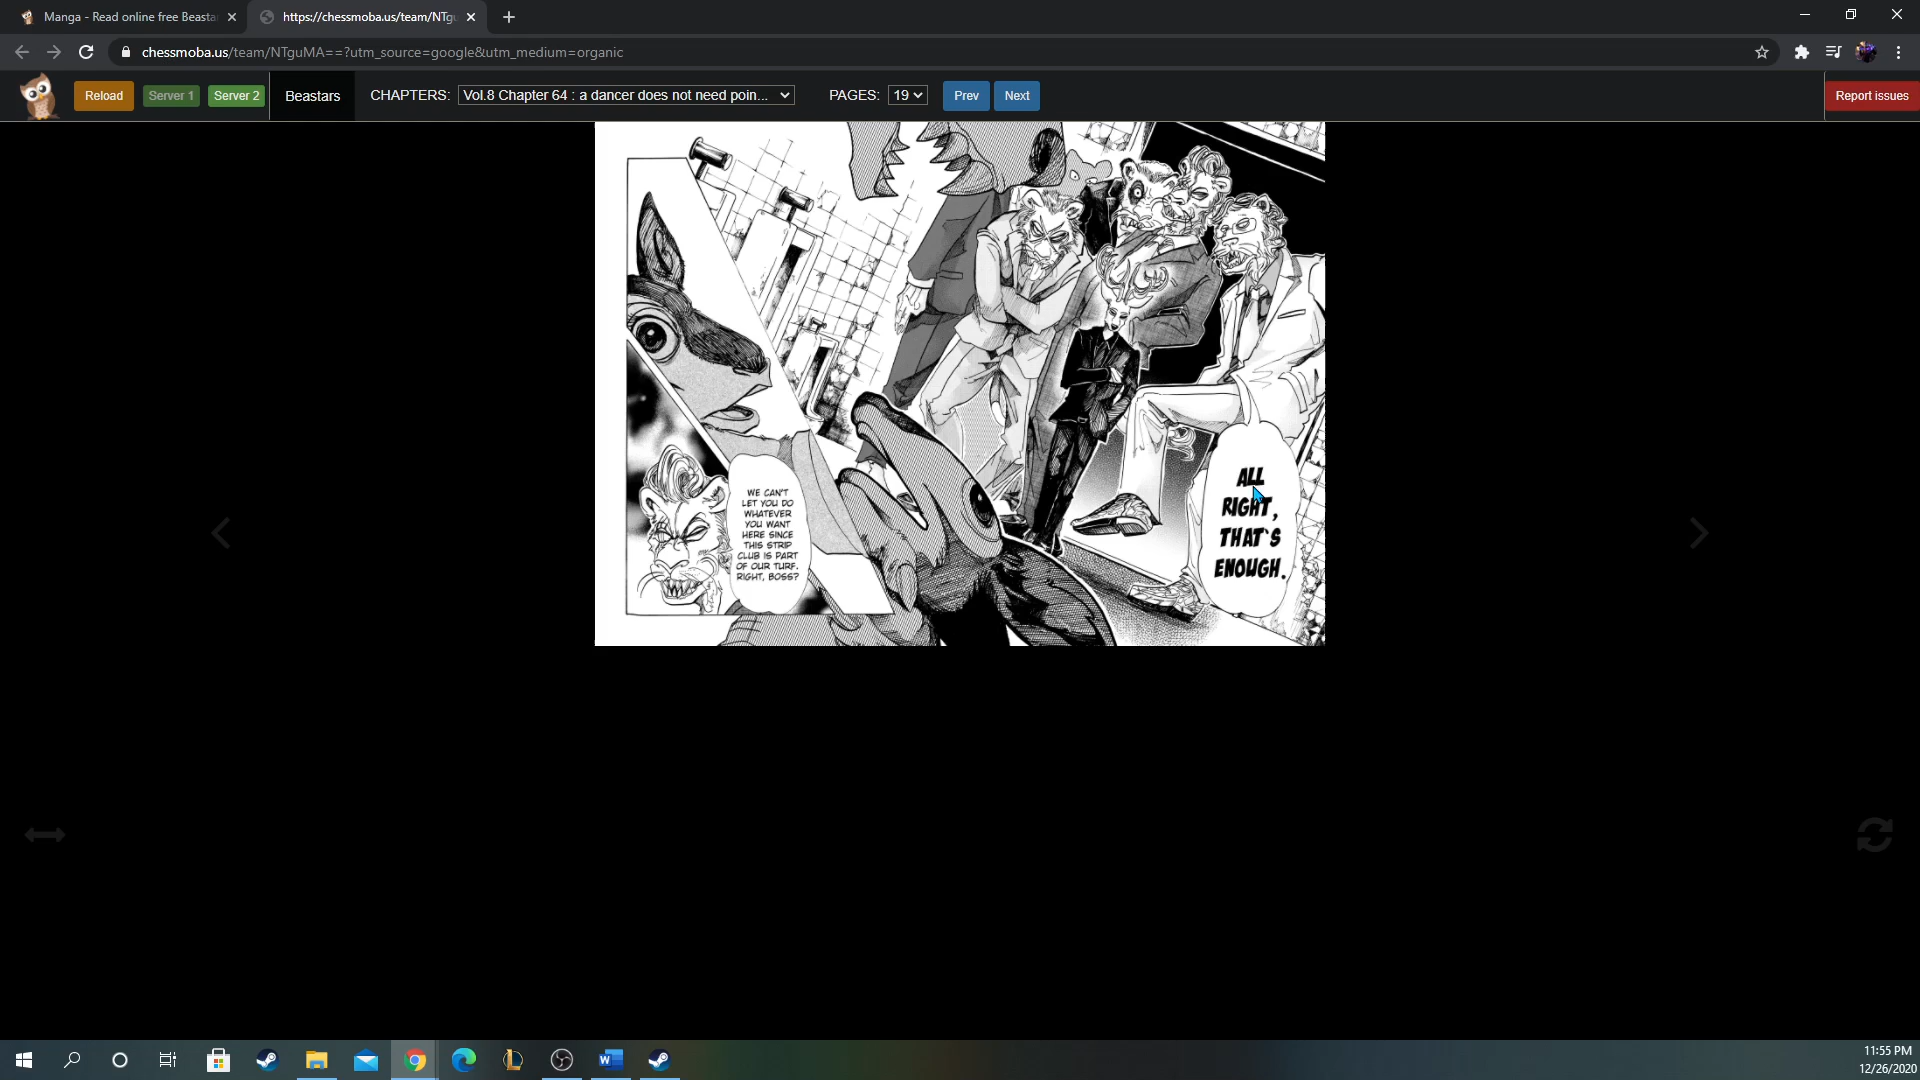 Manga - Read online free Beasta
https://chessmoba.us/team/NTgu
chessmoba.us/team/NTguMA==?utm_source=google&utm_medium=organic
Reload
Server 1
Server 2
Beastars
CHAPTERS:
Vol.8 Chapter 64 : a dancer does not need poin...
PAGES:
19
Prev
Next
Report issues
ALL
RIGHT,
THAT`S
ENOUGH.
WE CAN'T
LET YOU DO
WHATEVER
YOU WANT
HERE SINCE
THIS STRIP
CLUB IS PART
OF OUR TURF.
RIGHT, BOSS?
11:55 PM
12/26/2020